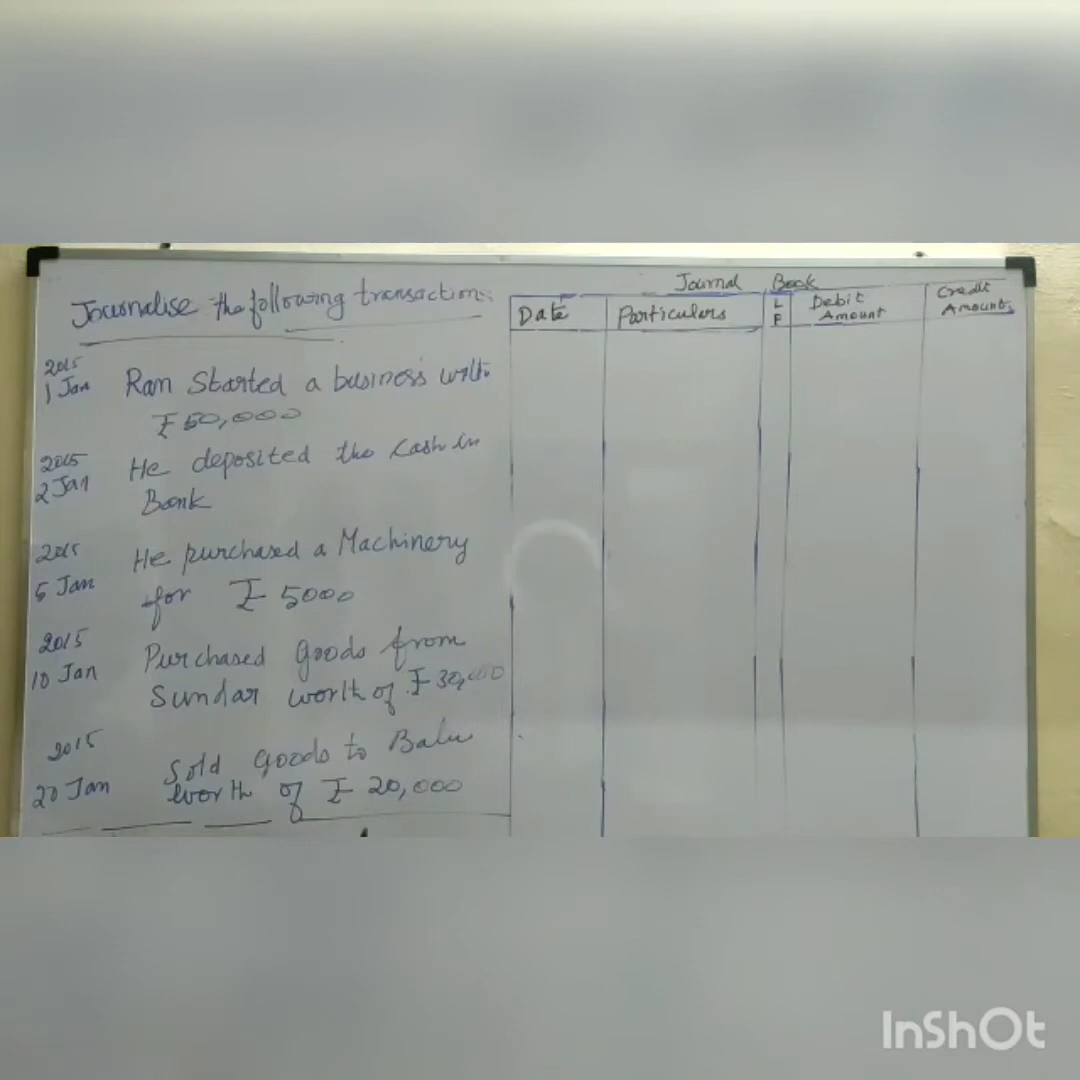 Journalise the following transaction:
2015
1 Jan Ram Started a business with
₹ 50,000
2015
2 Jan He deposited the cash in
Bank
2015
5 Jan He purchased a Machinery
for ₹ 5000
2015
10 Jan Purchased goods from
Sundar worth of ₹ 30,000
2015
20 Jan Sold goods to Balu
worth of ₹ 20,000
Journal Book
Date Particulars L F Debit Amount Credit Amount
InShOt